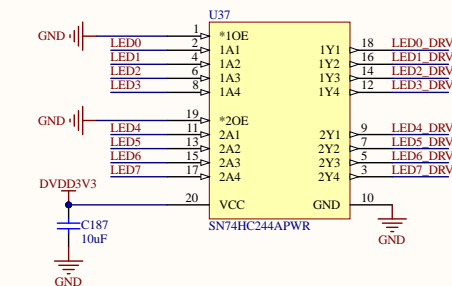 U37
GND 1 *1OE
LED0 2 1A1 1Y1 18 LED0_DRV
LED1 4 1A2 1Y2 16 LED1_DRV
LED2 6 1A3 1Y3 14 LED2_DRV
LED3 8 1A4 1Y4 12 LED3_DRV
GND 19 *2OE
LED4 11 2A1 2Y1 9 LED4_DRV
LED5 13 2A2 2Y2 7 LED5_DRV
LED6 15 2A3 2Y3 5 LED6_DRV
LED7 17 2A4 2Y4 3 LED7_DRV
DVDD3V3
20 VCC GND 10
SN74HC244APWR
C187
10uF
GND
GND